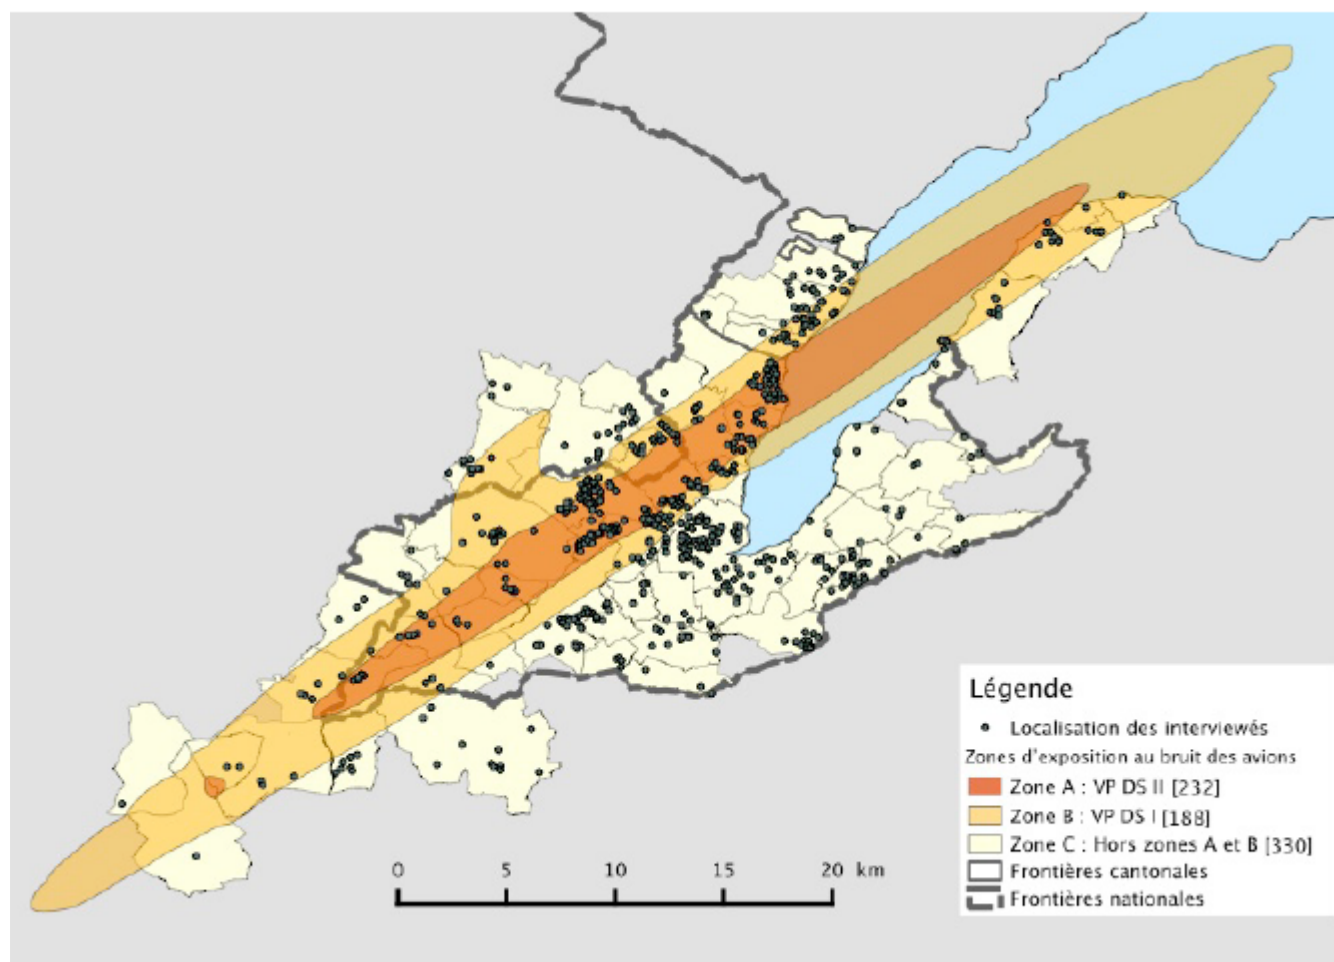 0 5 10 15 20 km
Légende
Localisation des interviewés
Zones d'exposition au bruit des avions
Zone A : VP DS II [232]
Zone B : VP DS I [188]
Zone C : Hors zones A et B [330]
Frontières cantonales
Frontières nationales